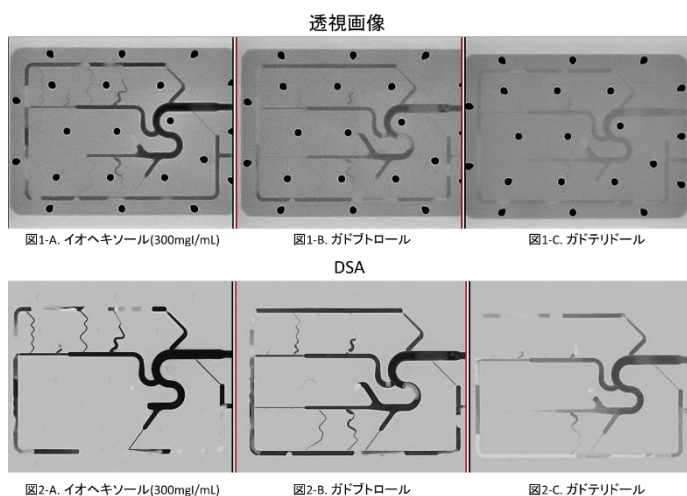 透視画像
図1-A. イオヘキソール(300mgI/mL)
図1-B. ガドブトロール
図1-C. ガドテリドール
DSA
図2-A. イオヘキソール(300mgI/mL)
図2-B. ガドブトロール
図2-C. ガドテリドール